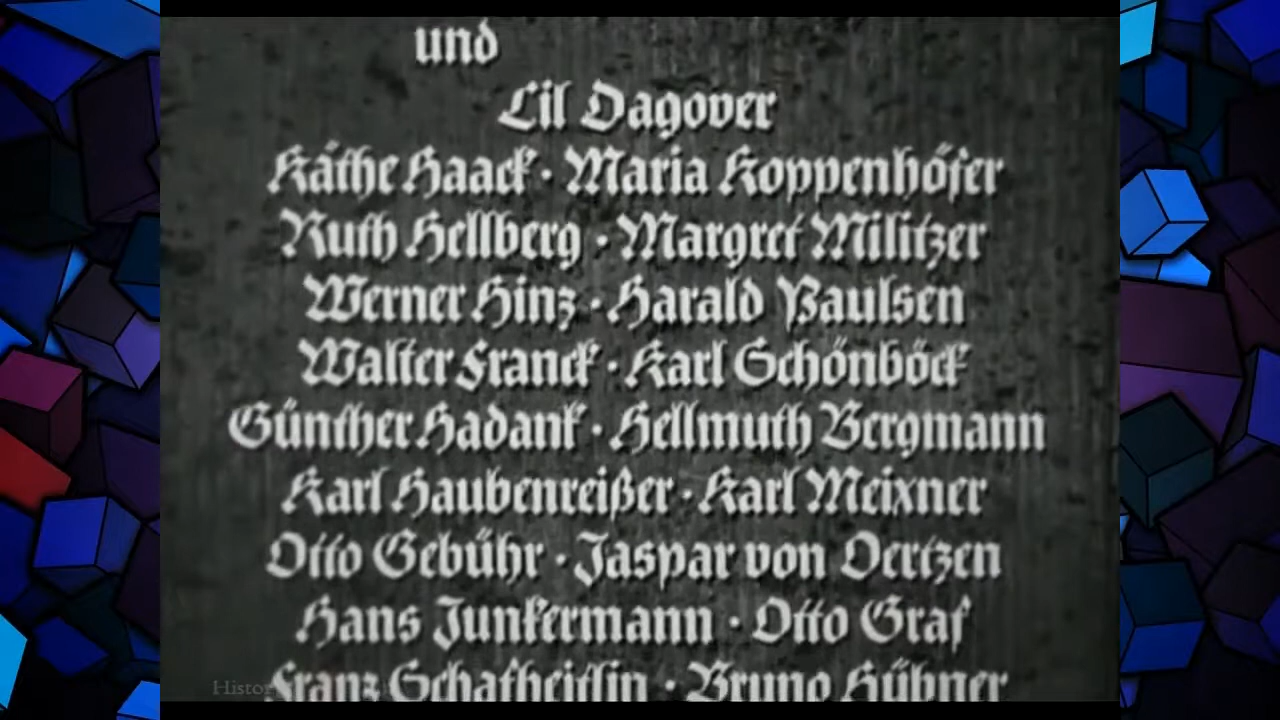 und
Lil Dagover
Käthe Haack · Maria Koppenhöfer
Ruth Hellberg · Margret Militzer
Werner Hinz · Harald Paulsen
Walter Franck · Karl Schönböck
Günther Hadank · Hellmuth Bergmann
Karl Haubenreißer · Karl Meixner
Otto Gebühr · Jaspar von Oertzen
Hans Junkermann · Otto Graf
Franz Schafheitlin · Bruno Hübner
Histor